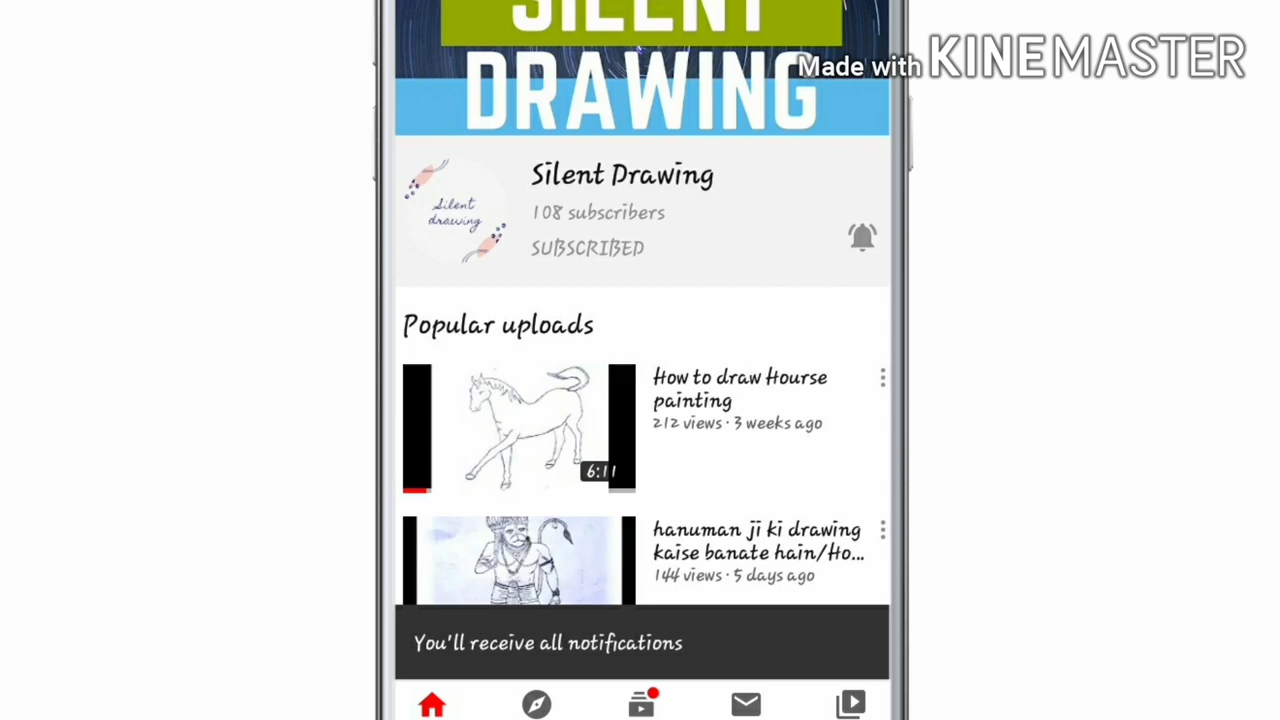 SILENT
DRAWING
Made with KINEMASTER
Silent Drawing
108 subscribers
SUBSCRIBED
Silent
drawing
Popular uploads
How to draw Hourse
painting
212 views · 3 weeks ago
6:11
hanuman ji ki drawing
kaise banate hain/Ho...
144 views · 5 days ago
You'll receive all notifications